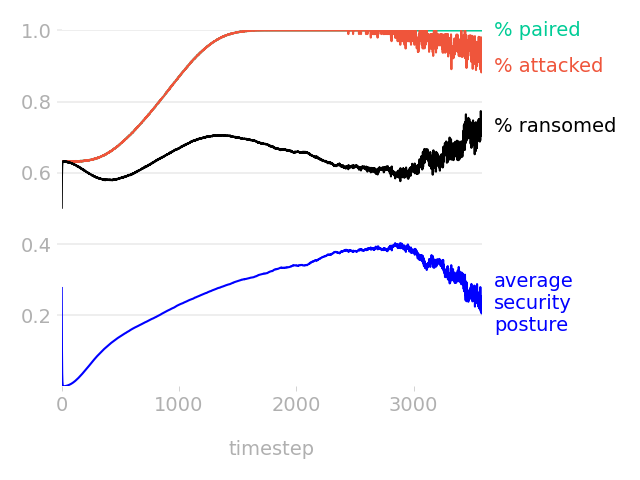 1.0
% paired
% attacked
0.8
% ransomed
0.6
0.4
average
security
posture
0.2
0 1000 2000 3000
timestep